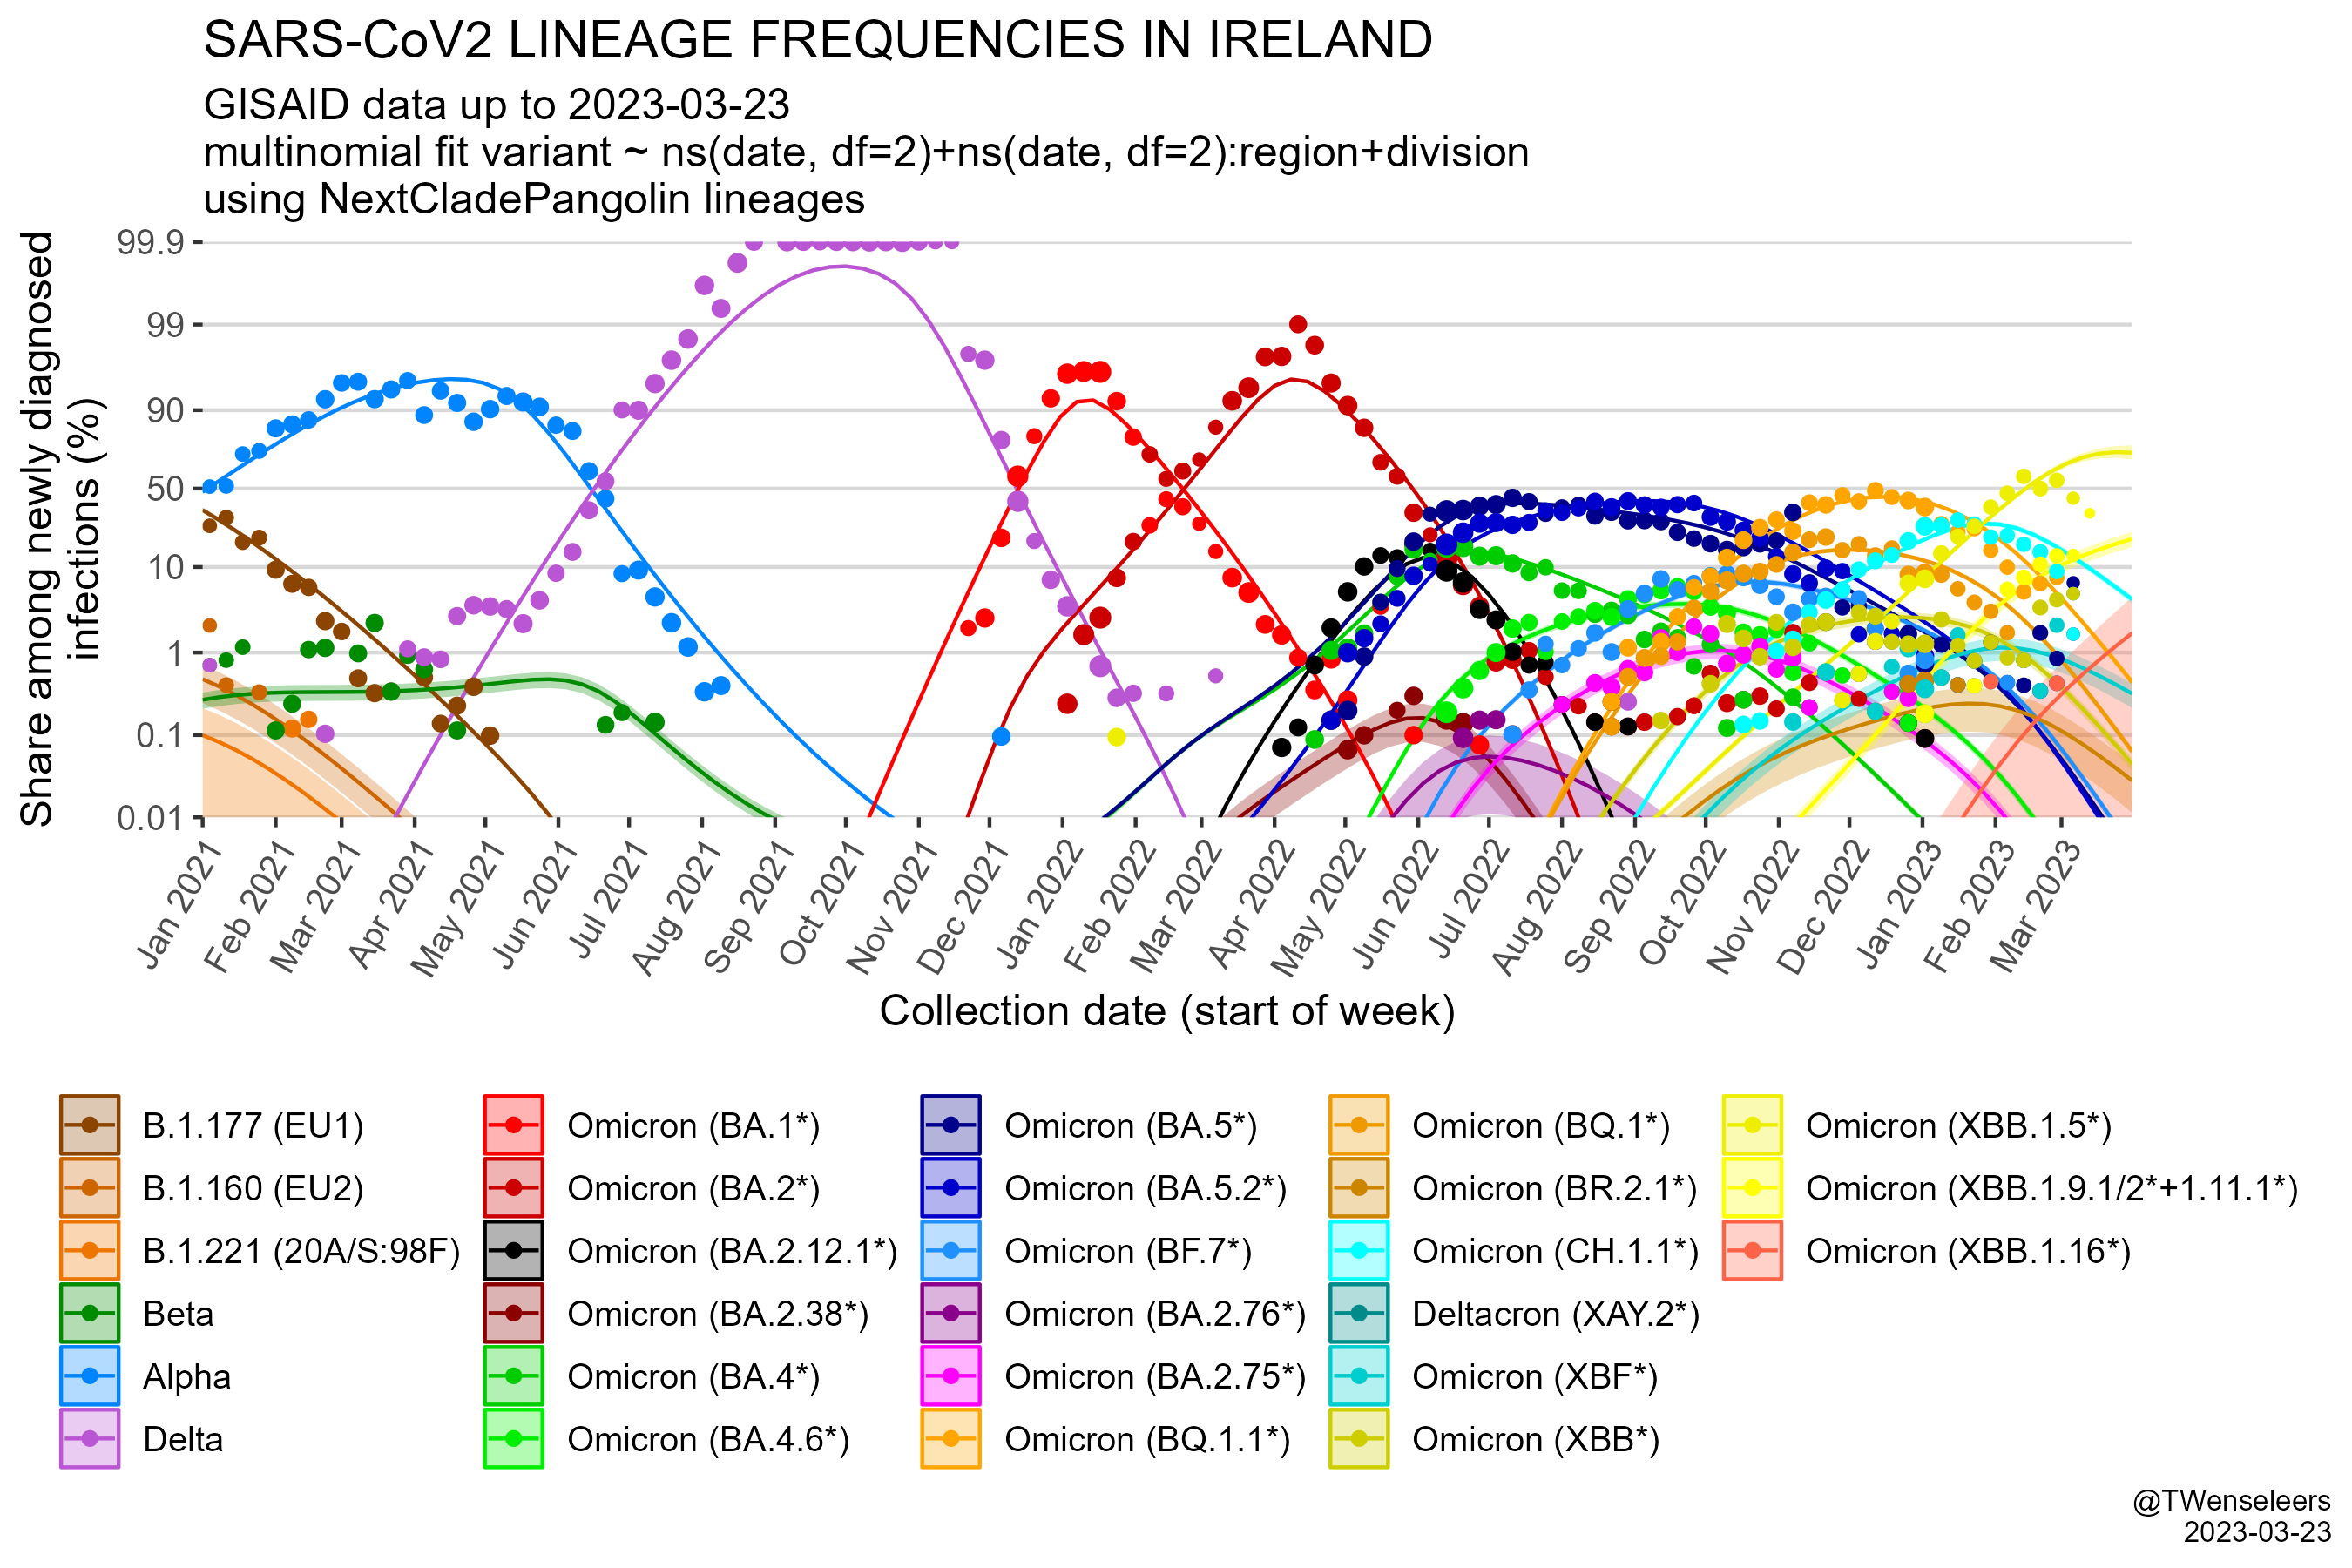 SARS-CoV2 LINEAGE FREQUENCIES IN IRELAND
GISAID data up to 2023-03-23
multinomial fit variant ~ ns(date, df=2)+ns(date, df=2):region+division
using NextCladePangolin lineages
Share among newly diagnosed
infections (%)
99.9
99
90
50
10
1
0.1
0.01
Jan 2021
Feb 2021
Mar 2021
Apr 2021
May 2021
Jun 2021
Jul 2021
Aug 2021
Sep 2021
Oct 2021
Nov 2021
Dec 2021
Jan 2022
Feb 2022
Mar 2022
Apr 2022
May 2022
Jun 2022
Jul 2022
Aug 2022
Sep 2022
Oct 2022
Nov 2022
Dec 2022
Jan 2023
Feb 2023
Mar 2023
Collection date (start of week)
B.1.177 (EU1)
B.1.160 (EU2)
B.1.221 (20A/S:98F)
Beta
Alpha
Delta
Omicron (BA.1*)
Omicron (BA.2*)
Omicron (BA.2.12.1*)
Omicron (BA.2.38*)
Omicron (BA.4*)
Omicron (BA.4.6*)
Omicron (BA.5*)
Omicron (BA.5.2*)
Omicron (BF.7*)
Omicron (BA.2.76*)
Omicron (BA.2.75*)
Omicron (BQ.1.1*)
Omicron (BQ.1*)
Omicron (BR.2.1*)
Omicron (CH.1.1*)
Deltacron (XAY.2*)
Omicron (XBF*)
Omicron (XBB*)
Omicron (XBB.1.5*)
Omicron (XBB.1.9.1/2*+1.11.1*)
Omicron (XBB.1.16*)
@TWenseleers
2023-03-23